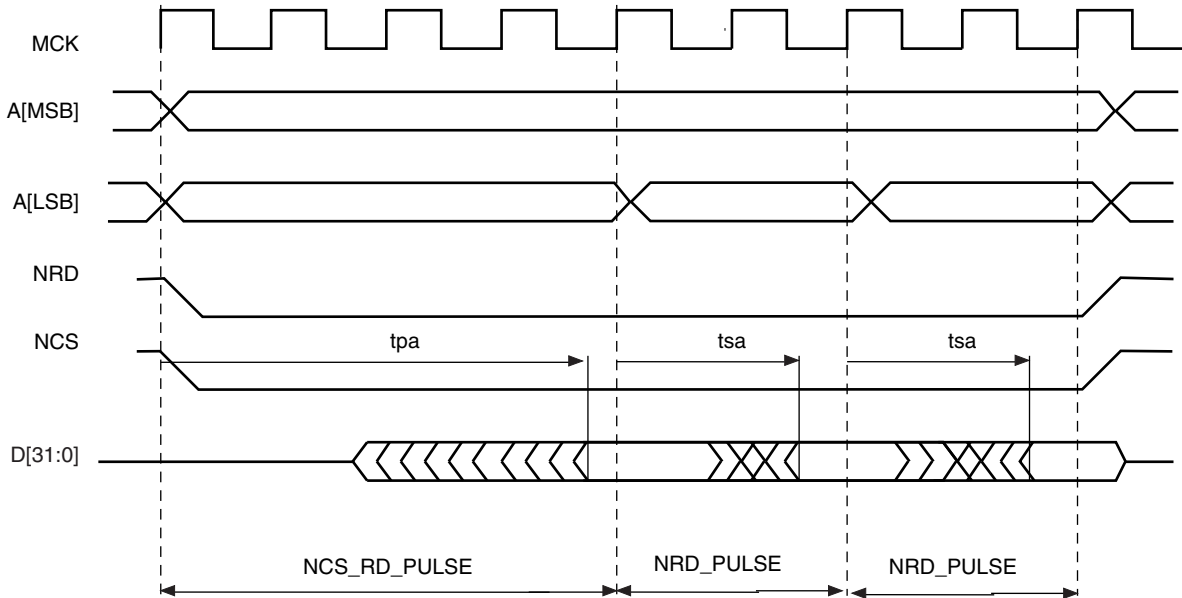 MCK
A[MSB]
A[LSB]
NRD
NCS
tpa
tsa
tsa
D[31:0]
NCS_RD_PULSE
NRD_PULSE
NRD_PULSE